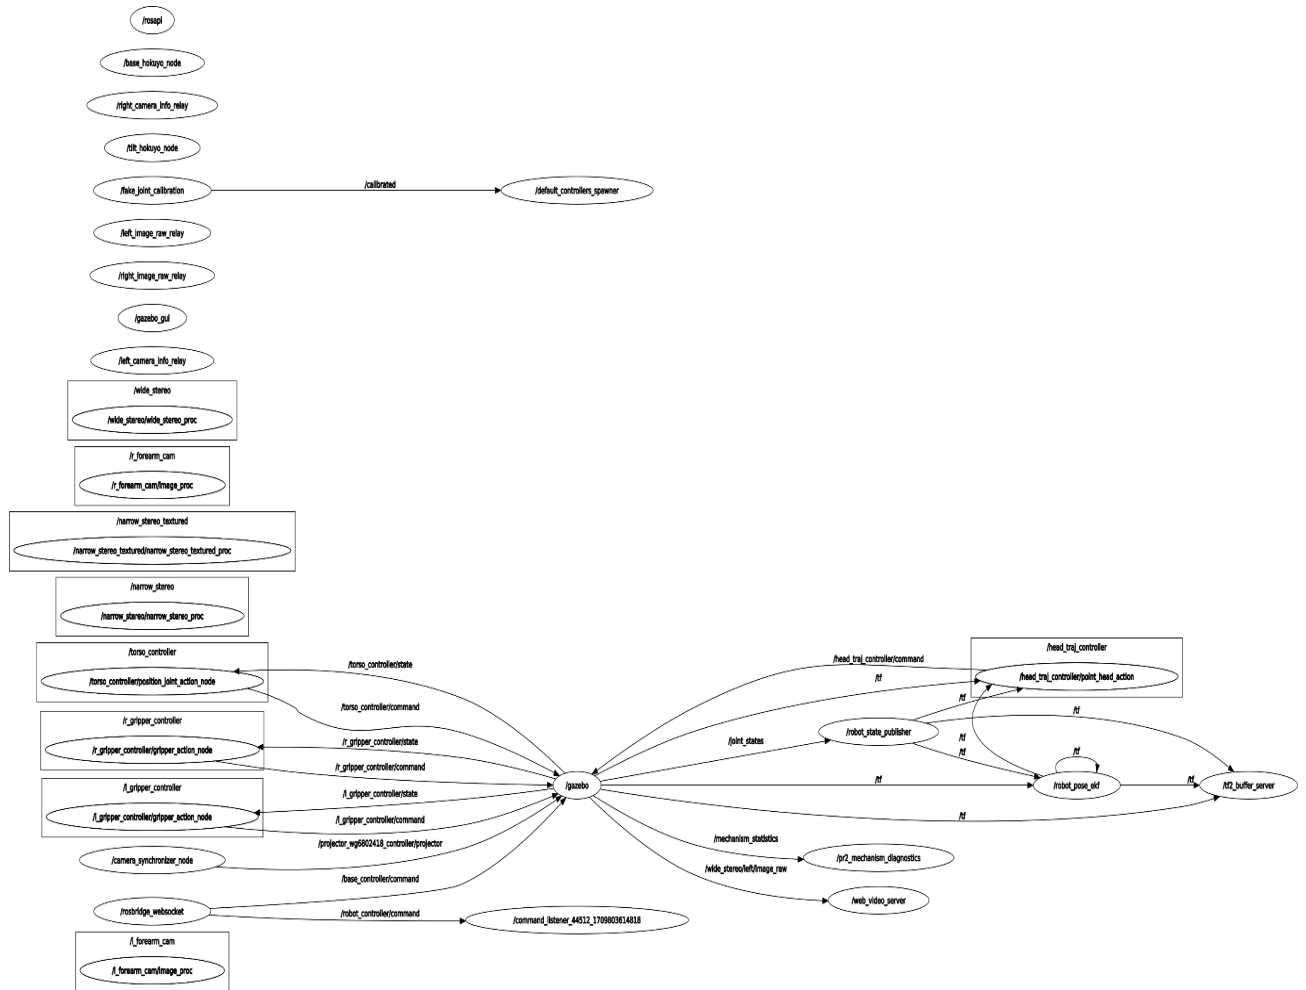 /rosapi
/base_hokuyo_node
/right_camera_info_relay
/tilt_hokuyo_node
/fake_joint_calibration
/calibrated
/default_controllers_spawner
/left_image_raw_relay
/right_image_raw_relay
/gazebo_gui
/left_camera_info_relay
/wide_stereo
/wide_stereo/wide_stereo_proc
/r_forearm_cam
/r_forearm_cam/image_proc
/narrow_stereo_textured
/narrow_stereo_textured/narrow_stereo_textured_proc
/narrow_stereo
/narrow_stereo/narrow_stereo_proc
/torso_controller
/torso_controller/position_joint_action_node
/torso_controller/state
/torso_controller/command
/r_gripper_controller
/r_gripper_controller/gripper_action_node
/r_gripper_controller/state
/r_gripper_controller/command
/l_gripper_controller
/l_gripper_controller/gripper_action_node
/l_gripper_controller/state
/l_gripper_controller/command
/camera_synchronizer_node
/projector_wg6802418_controller/projector
/base_controller/command
/rosbridge_websocket
/robot_controller/command
/command_listener_44512_1709803614818
/l_forearm_cam
/l_forearm_cam/image_proc
/gazebo
/head_traj_controller/command
/tf
/joint_states
/tf
/tf
/mechanism_statistics
/wide_stereo/left/image_raw
/head_traj_controller
/head_traj_controller/point_head_action
/robot_state_publisher
/tf
/tf
/tf
/tf
/tf
/robot_pose_ekf
/tf
/tf2_buffer_server
/pr2_mechanism_diagnostics
/web_video_server